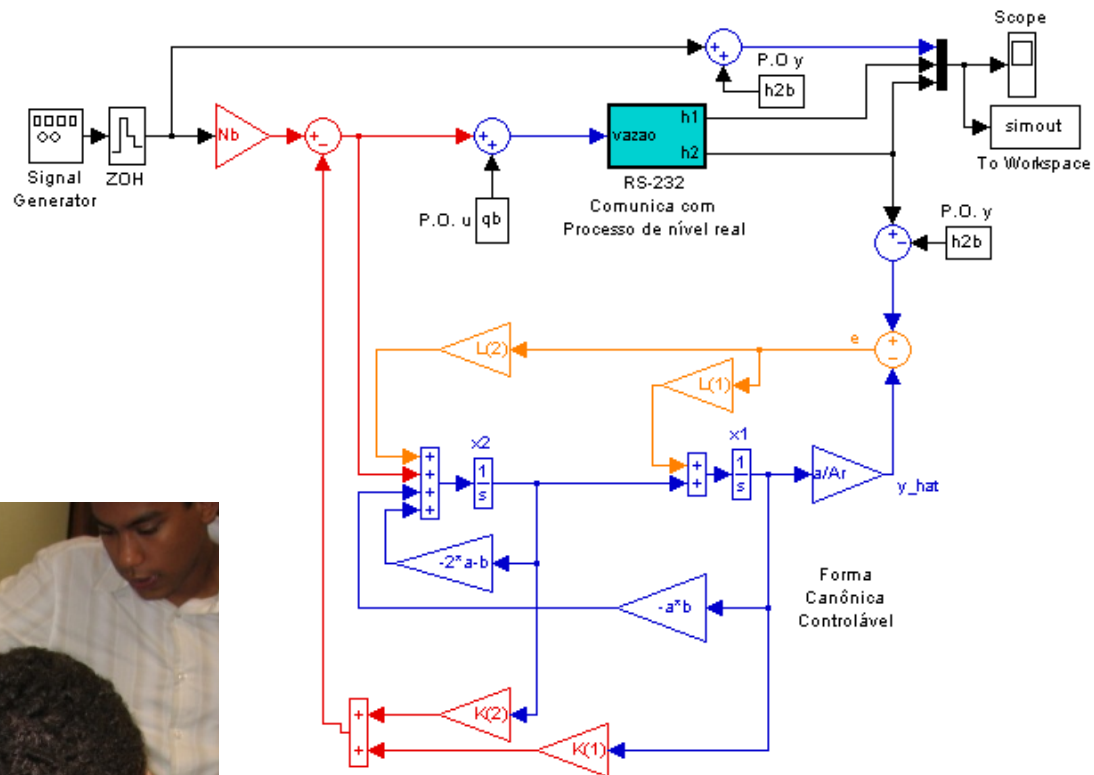 Scope
P.O y
h2b
Nb
+
−
+
+
+
+
vazao
h1
h2
simout
To Workspace
Signal
Generator
ZOH
P.O. u
qb
RS-232
Comunica com
Processo de nível real
P.O. y
h2b
+
−
L(2)
e
+
−
L(1)
x2
x1
+
+
+
+
1
s
+
+
1
s
a/Ar
y_hat
-2*a-b
-a*b
Forma
Canônica
Controlável
+
+
K(2)
K(1)